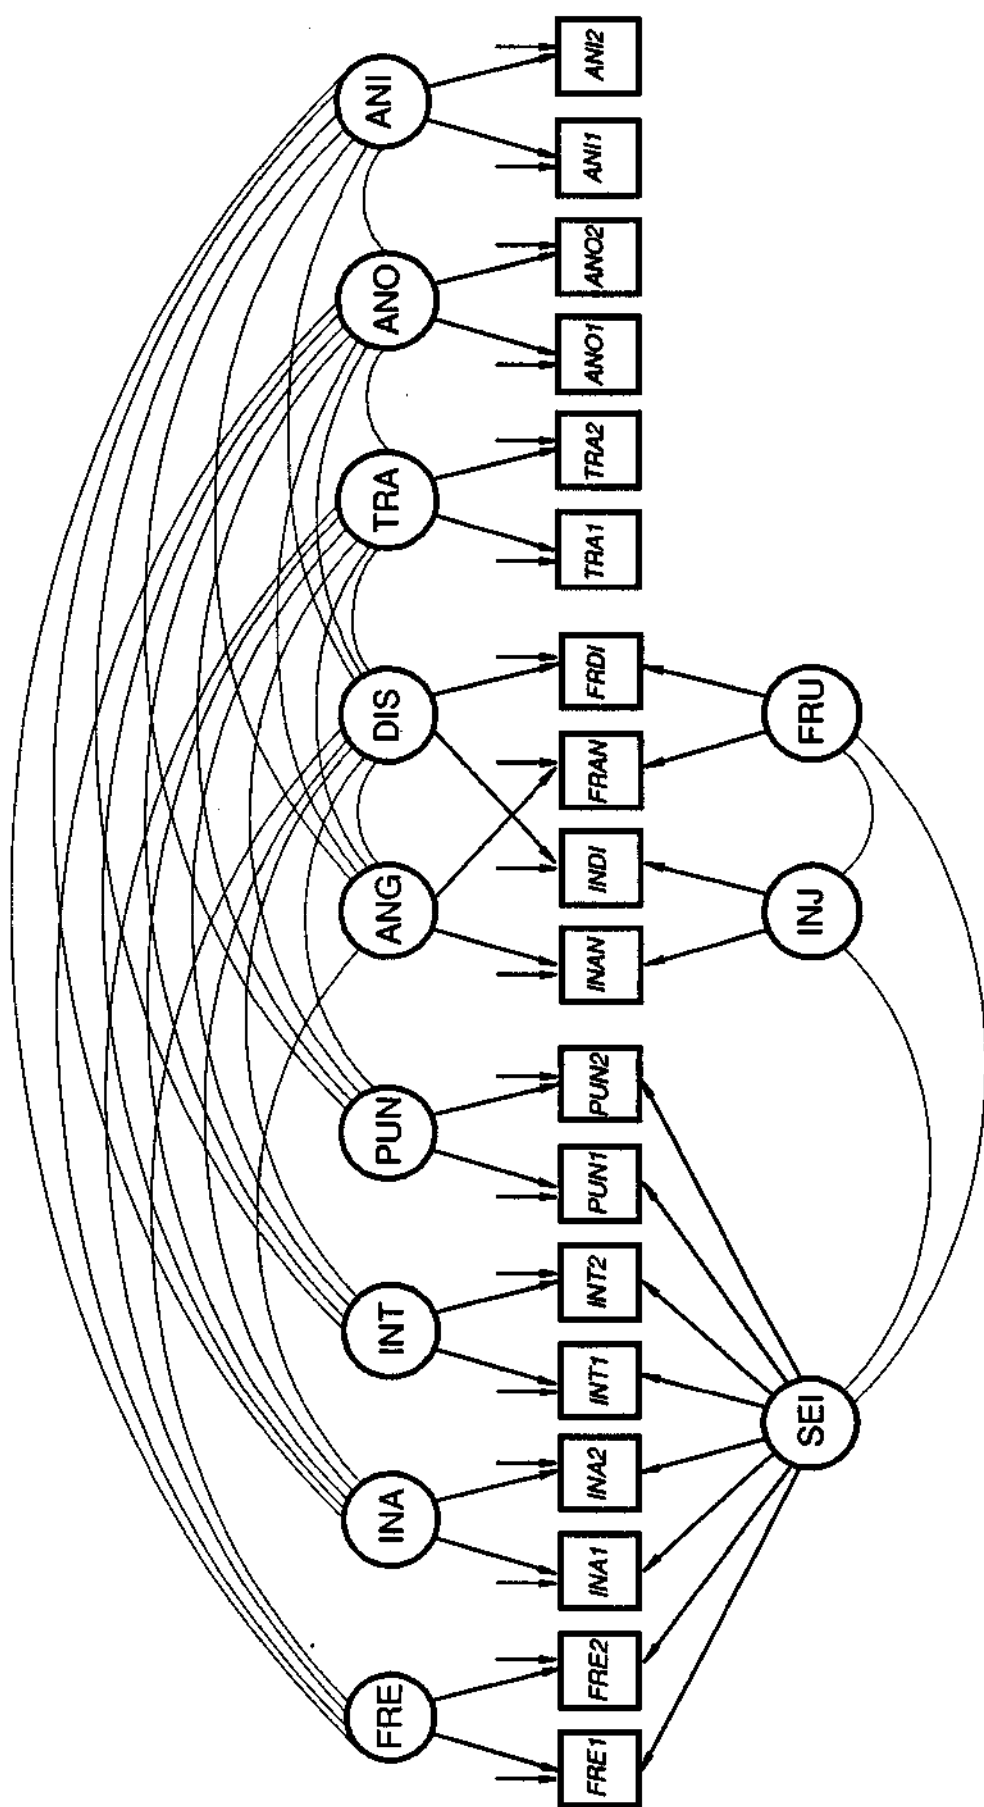 FRE
INA
INT
PUN
ANG
DIS
TRA
ANO
ANI
FRE1
FRE2
INA1
INA2
INT1
INT2
PUN1
PUN2
INAN
INDI
FRAN
FRDI
TRA1
TRA2
ANO1
ANO2
ANI1
ANI2
SEI
INJ
FRU